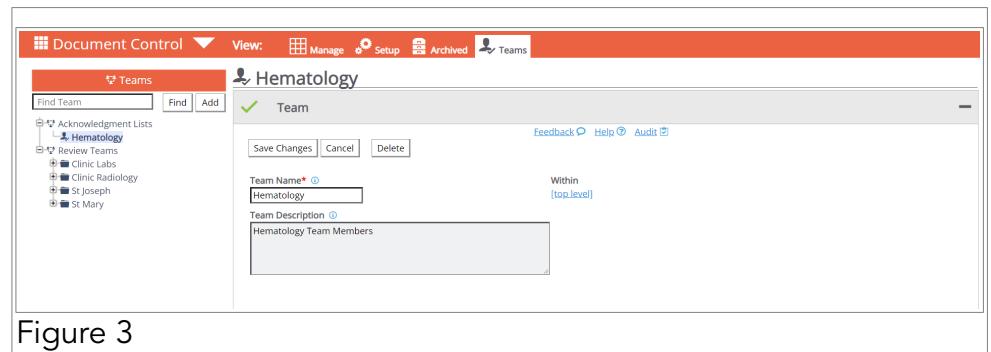 Document Control View: Manage Setup Archived Teams
Teams
Find Team Find Add
Acknowledgment Lists
Hematology
Review Teams
Clinic Labs
Clinic Radiology
St Joseph
St Mary
Hematology
Team
Feedback Help Audit
Save Changes Cancel Delete
Team Name* Within
Hematology [top level]
Team Description
Hematology Team Members
Figure 3